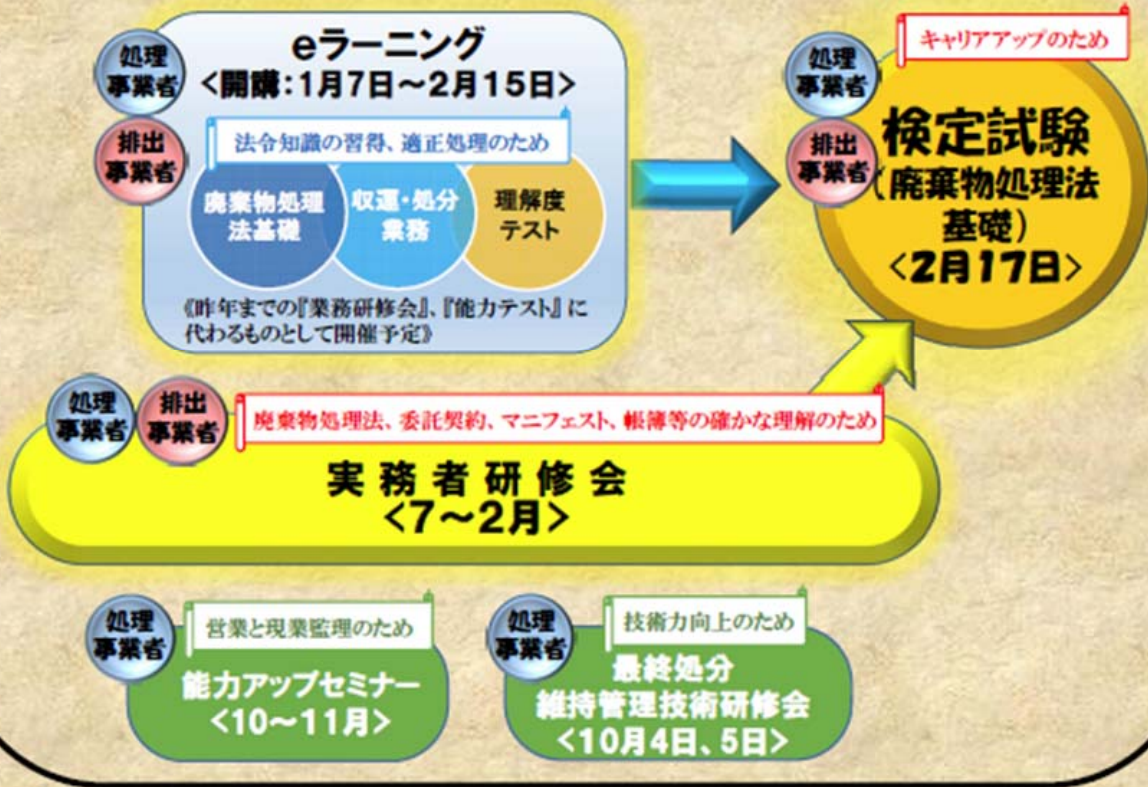 処理
事業者
排出
事業者
eラーニング
<開講:1月7日~2月15日>
法令知識の習得、適正処理のため
廃棄物処理
法基礎
収運・処分
業務
理解度
テスト
《昨年までの『業務研修会』、『能力テスト』に
代わるものとして開催予定》
処理
事業者
排出
事業者
キャリアアップのため
検定試験
(廃棄物処理法
基礎)
<2月17日>
処理
事業者
排出
事業者
廃棄物処理法、委託契約、マニフェスト、帳簿等の確かな理解のため
実務者研修会
<7~2月>
処理
事業者
営業と現業監理のため
能力アップセミナー
<10~11月>
処理
事業者
技術力向上のため
最終処分
維持管理技術研修会
<10月4日、5日>